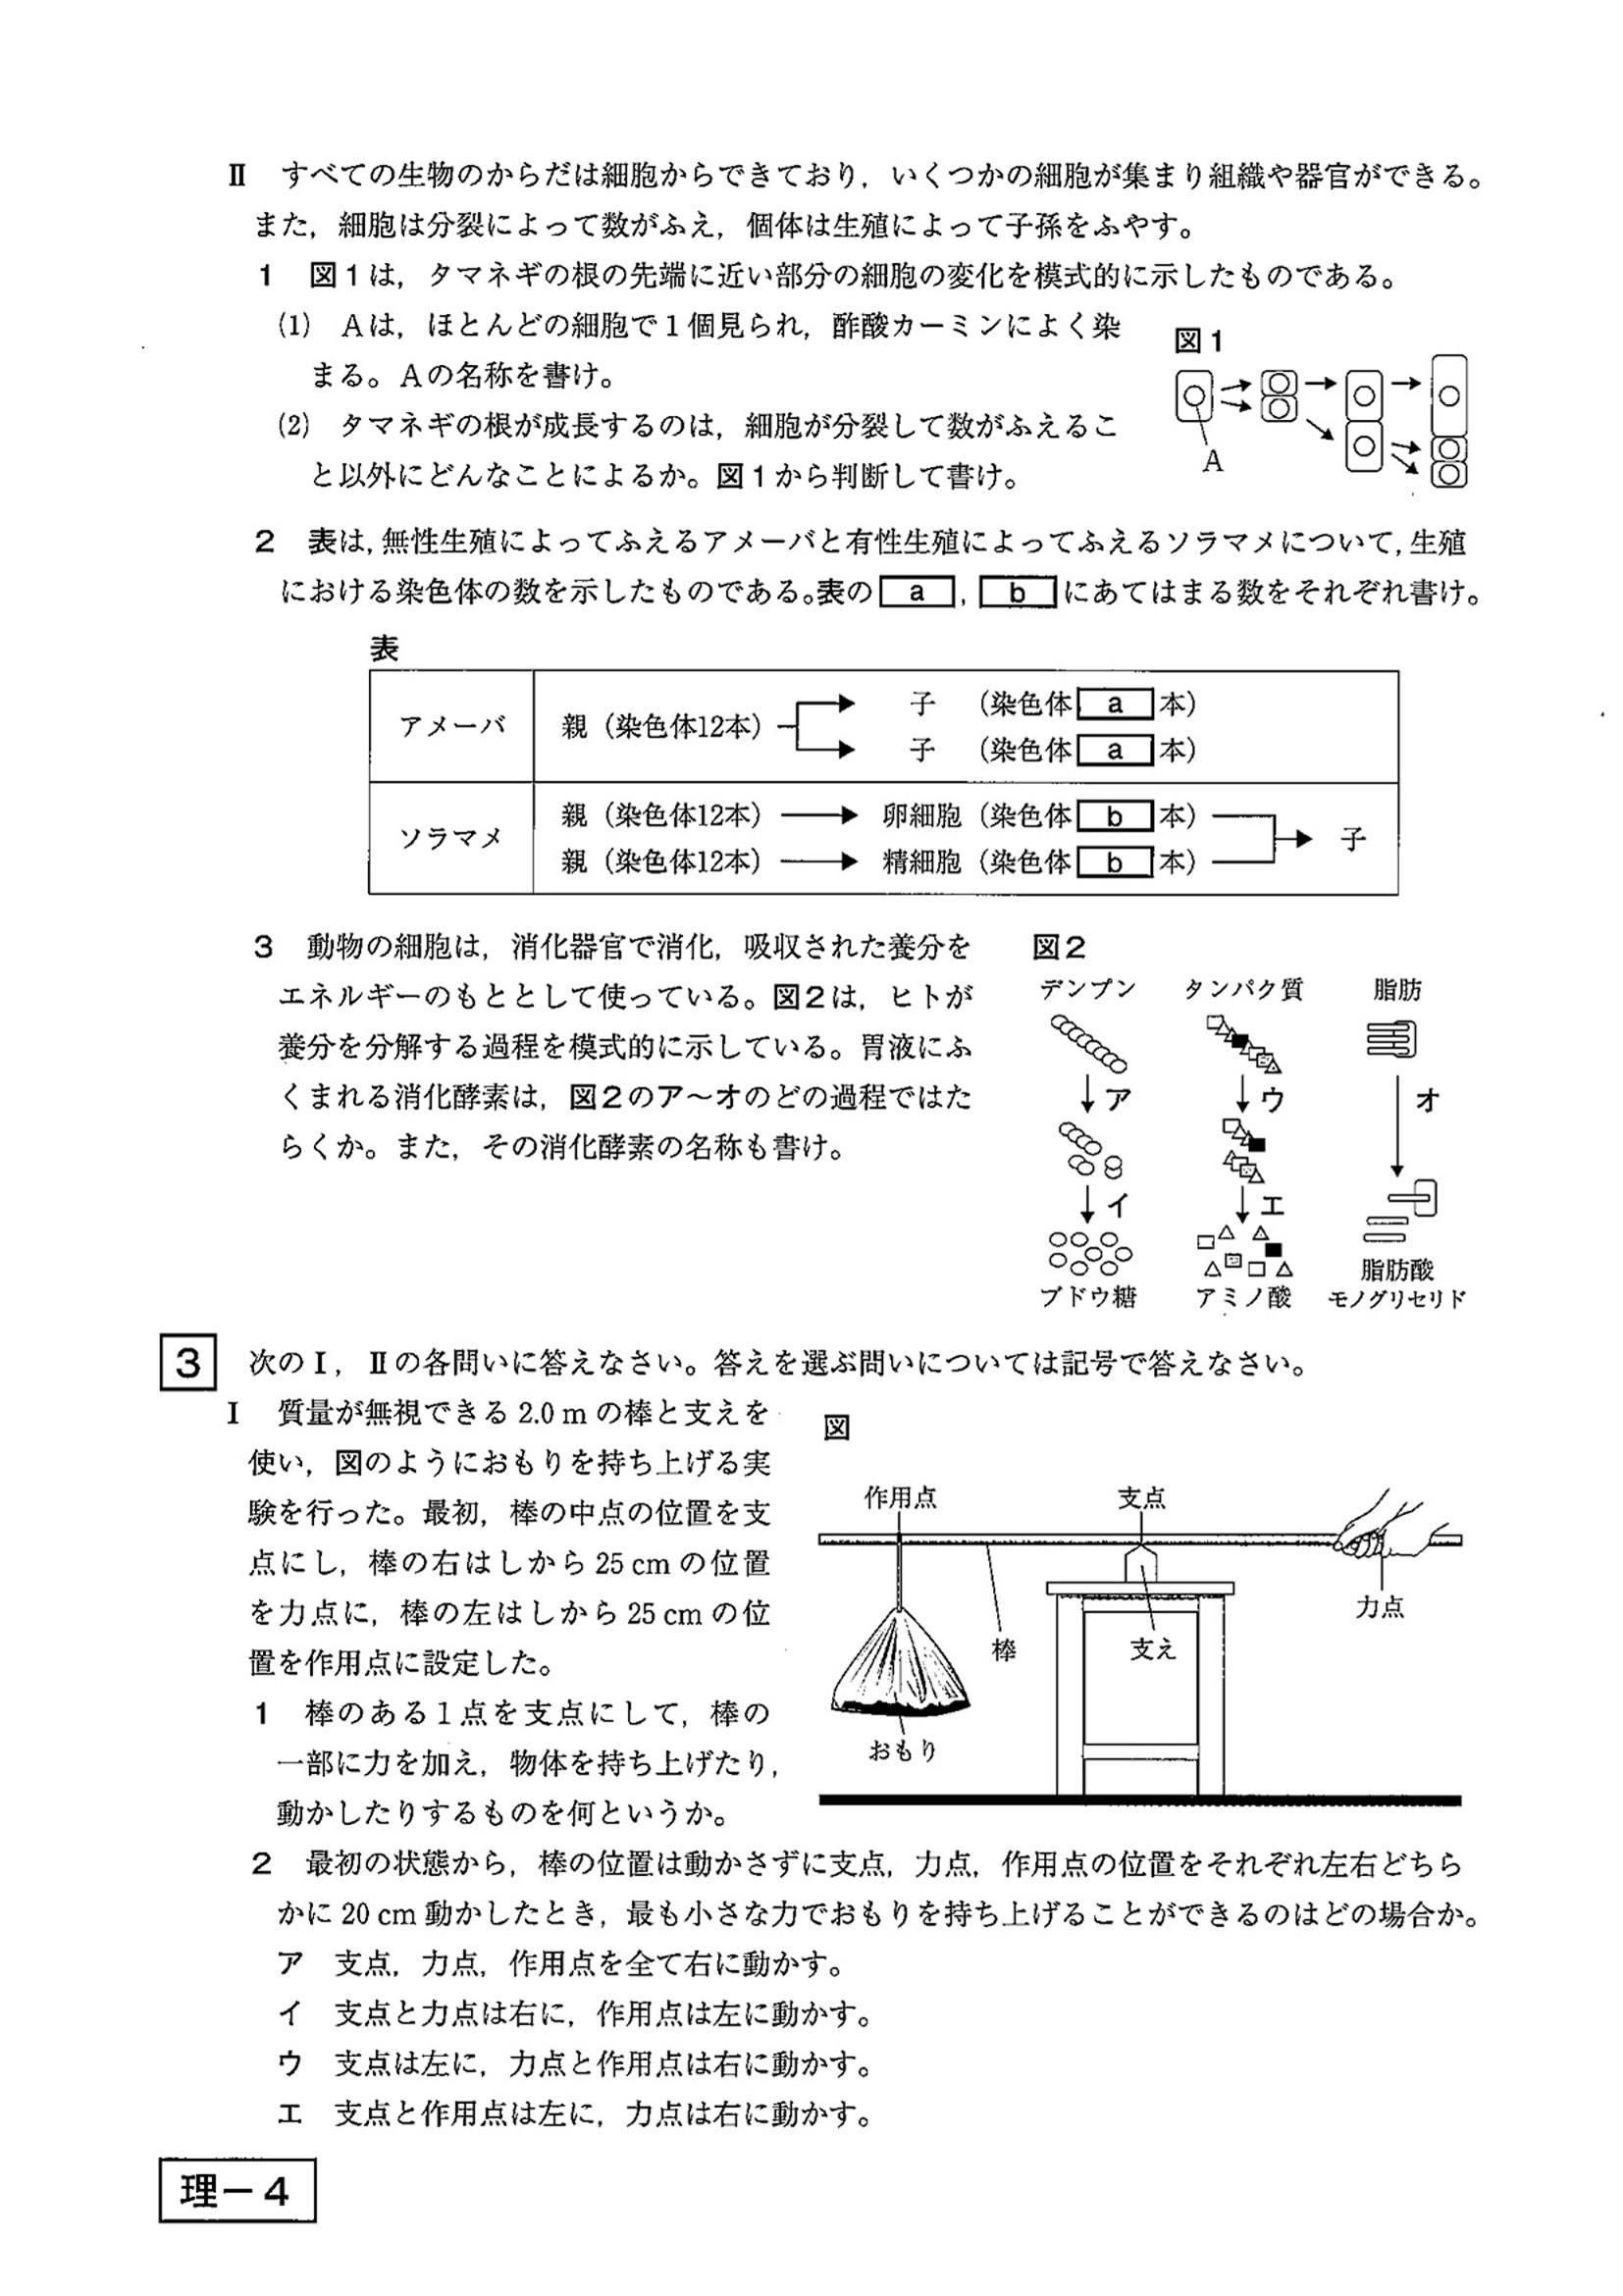 Ⅱ　すべての生物のからだは細胞からできており，いくつかの細胞が集まり組織や器官ができる。
また，細胞は分裂によって数がふえ，個体は生殖によって子孫をふやす。
1　図1は，タマネギの根の先端に近い部分の細胞の変化を模式的に示したものである。
(1)　Aは，ほとんどの細胞で1個見られ，酢酸カーミンによく染
まる。Aの名称を書け。
(2)　タマネギの根が成長するのは，細胞が分裂して数がふえるこ
と以外にどんなことによるか。図1から判断して書け。
図1
A
2　表は，無性生殖によってふえるアメーバと有性生殖によってふえるソラマメについて，生殖
における染色体の数を示したものである。表の a ， b にあてはまる数をそれぞれ書け。
表
アメーバ
親（染色体12本）
子　（染色体 a 本）
子　（染色体 a 本）
ソラマメ
親（染色体12本）　卵細胞（染色体 b 本）
親（染色体12本）　精細胞（染色体 b 本）
子
3　動物の細胞は，消化器官で消化，吸収された養分を
エネルギーのもととして使っている。図2は，ヒトが
養分を分解する過程を模式的に示している。胃液にふ
くまれる消化酵素は，図2のア～オのどの過程ではた
らくか。また，その消化酵素の名称も書け。
図2
デンプン　タンパク質　脂肪
ア　ウ　オ
イ　エ
ブドウ糖　アミノ酸　脂肪酸
モノグリセリド
3　次のⅠ，Ⅱの各問いに答えなさい。答えを選ぶ問いについては記号で答えなさい。
Ⅰ　質量が無視できる 2.0 m の棒と支えを
使い，図のようにおもりを持ち上げる実
験を行った。最初，棒の中点の位置を支
点にし，棒の右はしから 25 cm の位置
を力点に，棒の左はしから 25 cm の位
置を作用点に設定した。
図
作用点　支点
力点
棒　支え
おもり
1　棒のある1点を支点にして，棒の
一部に力を加え，物体を持ち上げたり，
動かしたりするものを何というか。
2　最初の状態から，棒の位置は動かさずに支点，力点，作用点の位置をそれぞれ左右どちら
かに 20 cm 動かしたとき，最も小さな力でおもりを持ち上げることができるのはどの場合か。
ア　支点，力点，作用点を全て右に動かす。
イ　支点と力点は右に，作用点は左に動かす。
ウ　支点は左に，力点と作用点は右に動かす。
エ　支点と作用点は左に，力点は右に動かす。
理－4